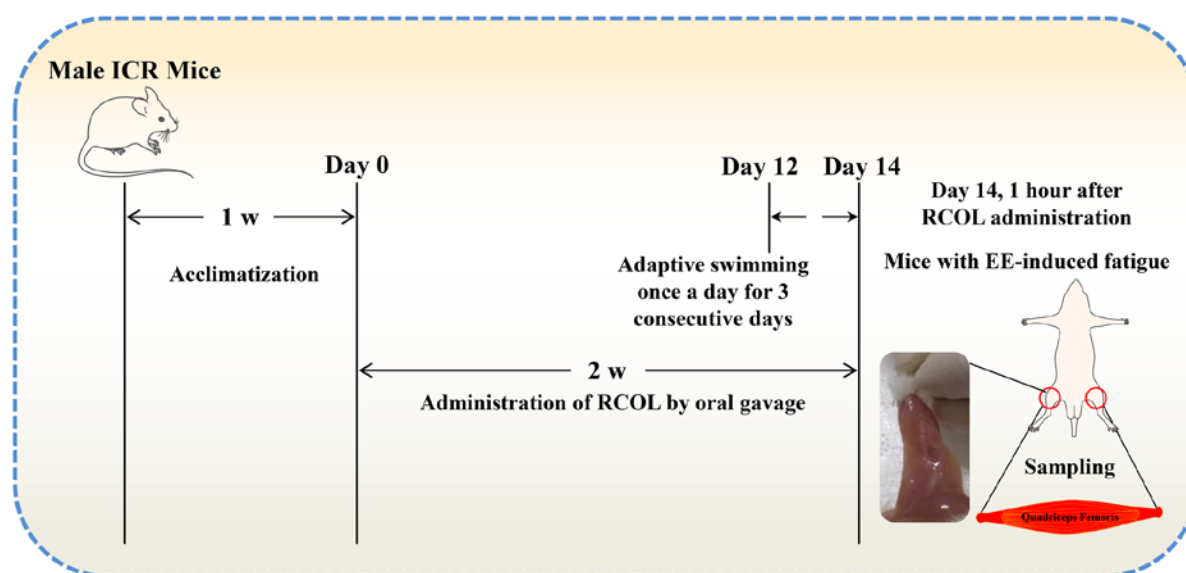 Male ICR Mice
Day 0
Day 12
Day 14
1 w
Acclimatization
Adaptive swimming
once a day for 3
consecutive days
2 w
Administration of RCOL by oral gavage
Day 14, 1 hour after
RCOL administration
Mice with EE-induced fatigue
Sampling
Quadriceps Femoris